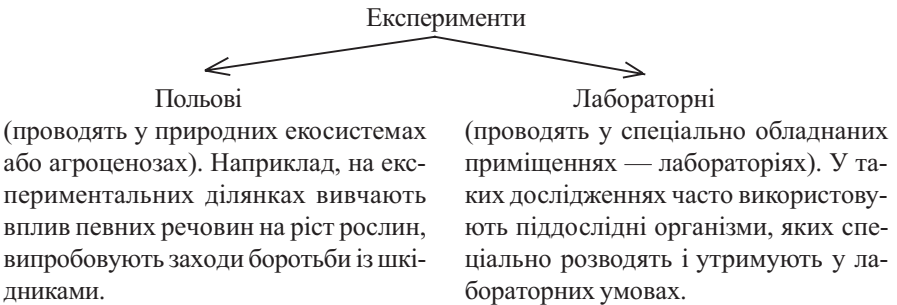 Експерименти
Польові
(проводять у природних екосистемах
або агроценозах). Наприклад, на екс-
периментальних ділянках вивчають
вплив певних речовин на ріст рослин,
випробовують заходи боротьби із шкі-
дниками.
Лабораторні
(проводять у спеціально обладнаних
приміщеннях — лабораторіях). У та-
ких дослідженнях часто використову-
ють піддослідні організми, яких спе-
ціально розводять і утримують у ла-
бораторних умовах.